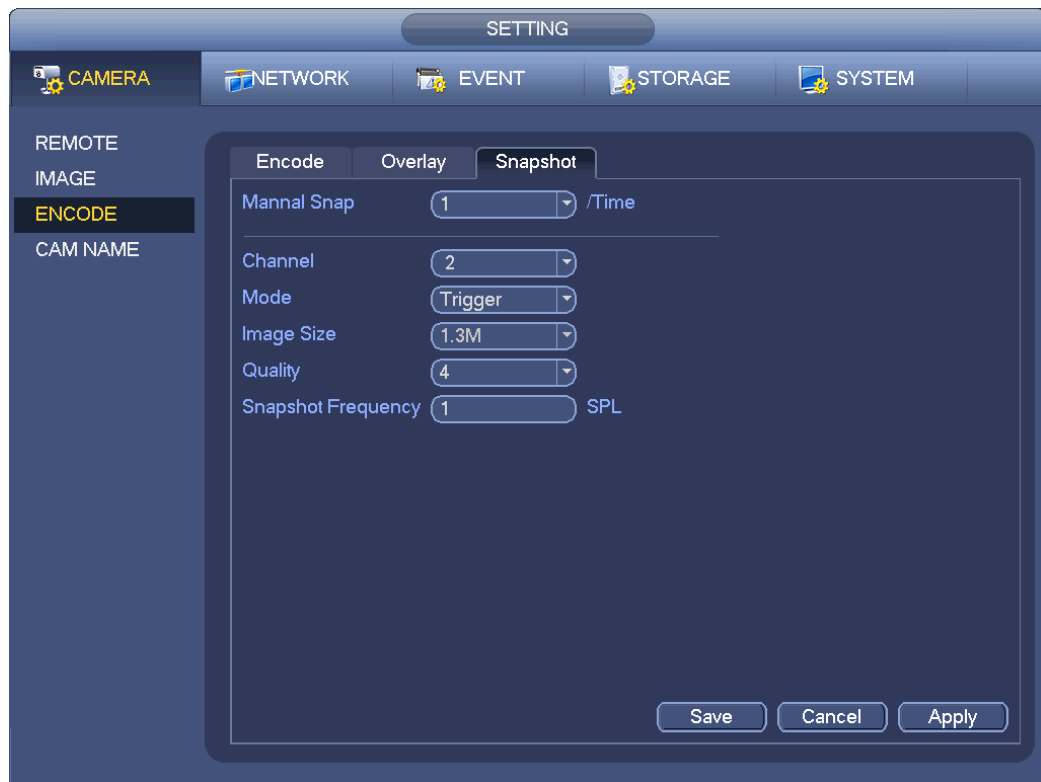 SETTING
CAMERA NETWORK EVENT STORAGE SYSTEM
REMOTE
IMAGE
ENCODE
CAM NAME
Encode Overlay Snapshot
Mannal Snap 1 /Time
Channel 2
Mode Trigger
Image Size 1.3M
Quality 4
Snapshot Frequency 1 SPL
Save Cancel Apply